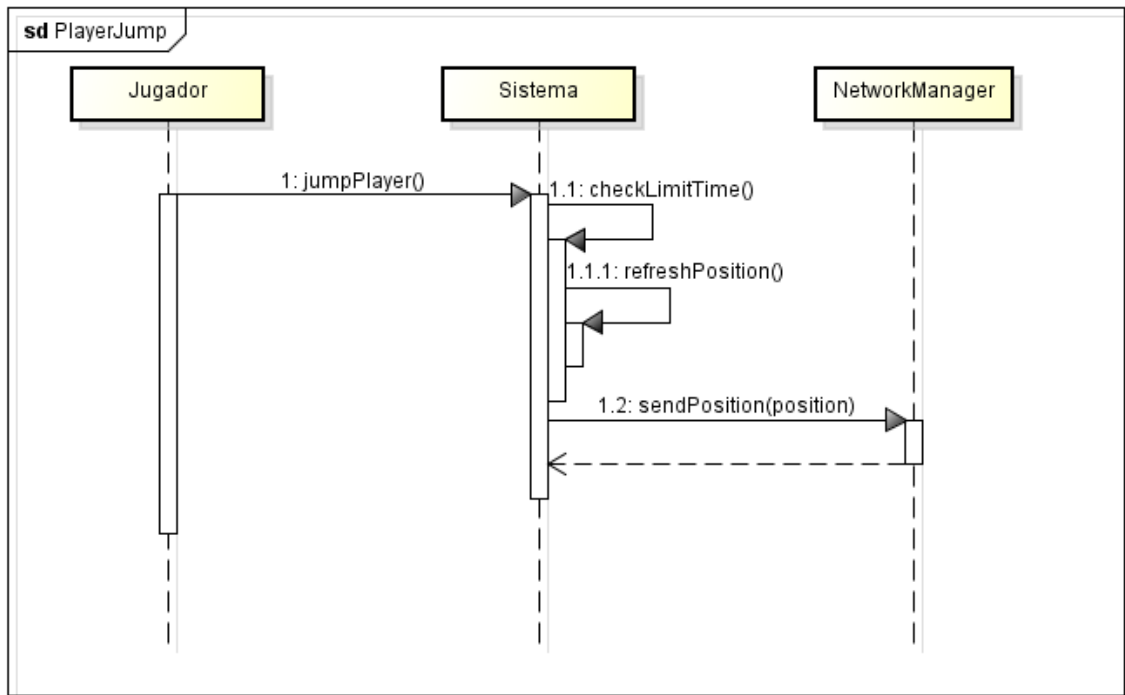 sd PlayerJump
Jugador
Sistema
NetworkManager
1: jumpPlayer()
1.1: checkLimitTime()
1.1.1: refreshPosition()
1.2: sendPosition(position)